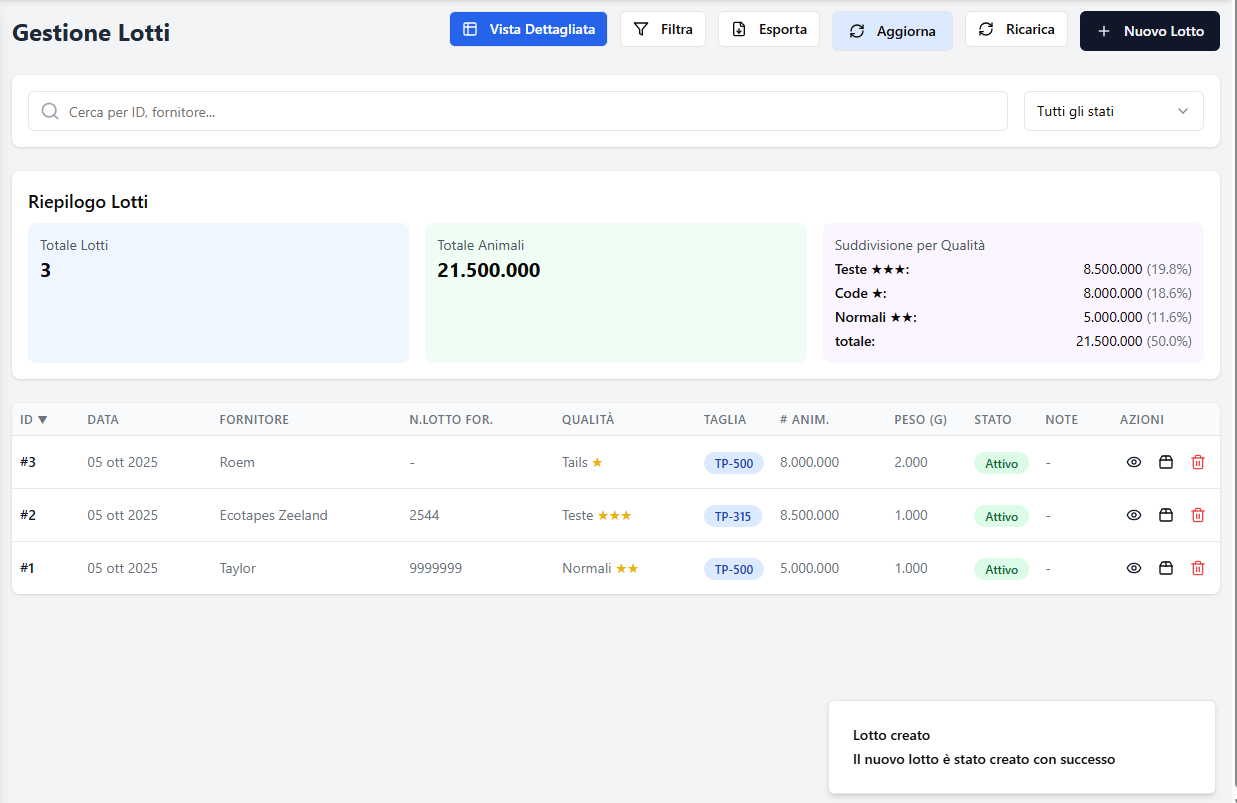 Gestione Lotti
Vista Dettagliata Filtra Esporta Aggiorna Ricarica + Nuovo Lotto
Cerca per ID, fornitore...
Tutti gli stati
Riepilogo Lotti
Totale Lotti
3
Totale Animali
21.500.000
Suddivisione per Qualità
Teste ★★★: 8.500.000 (19.8%)
Code ★: 8.000.000 (18.6%)
Normali ★★: 5.000.000 (11.6%)
totale: 21.500.000 (50.0%)
ID ▼ DATA FORNITORE N.LOTTO FOR. QUALITÀ TAGLIA # ANIM. PESO (G) STATO NOTE AZIONI
#3 05 ott 2025 Roem - Tails ★ TP-500 8.000.000 2.000 Attivo -
#2 05 ott 2025 Ecotapes Zeeland 2544 Teste ★★★ TP-315 8.500.000 1.000 Attivo -
#1 05 ott 2025 Taylor 9999999 Normali ★★ TP-500 5.000.000 1.000 Attivo -
Lotto creato
Il nuovo lotto è stato creato con successo